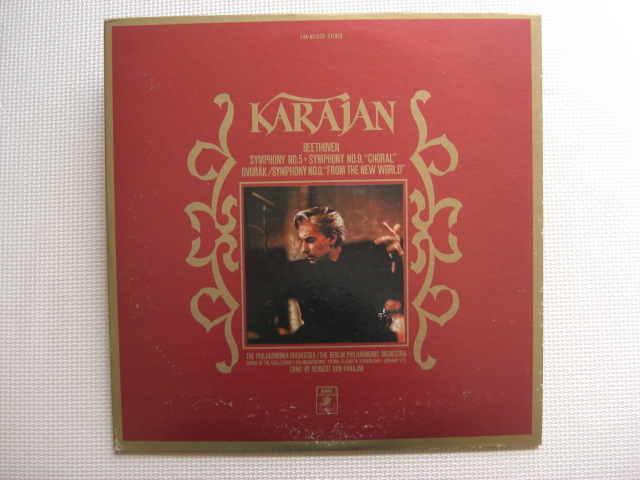 STEREO
KARAJAN
BEETHOVEN
SYMPHONY NO.5 • SYMPHONY NO.9, "CHORAL"
DVOŘÁK/SYMPHONY NO.9, "FROM THE NEW WORLD"
THE PHILHARMONIA ORCHESTRA/THE BERLIN PHILHARMONIC ORCHESTRA
COND. BY HERBERT VON KARAJAN